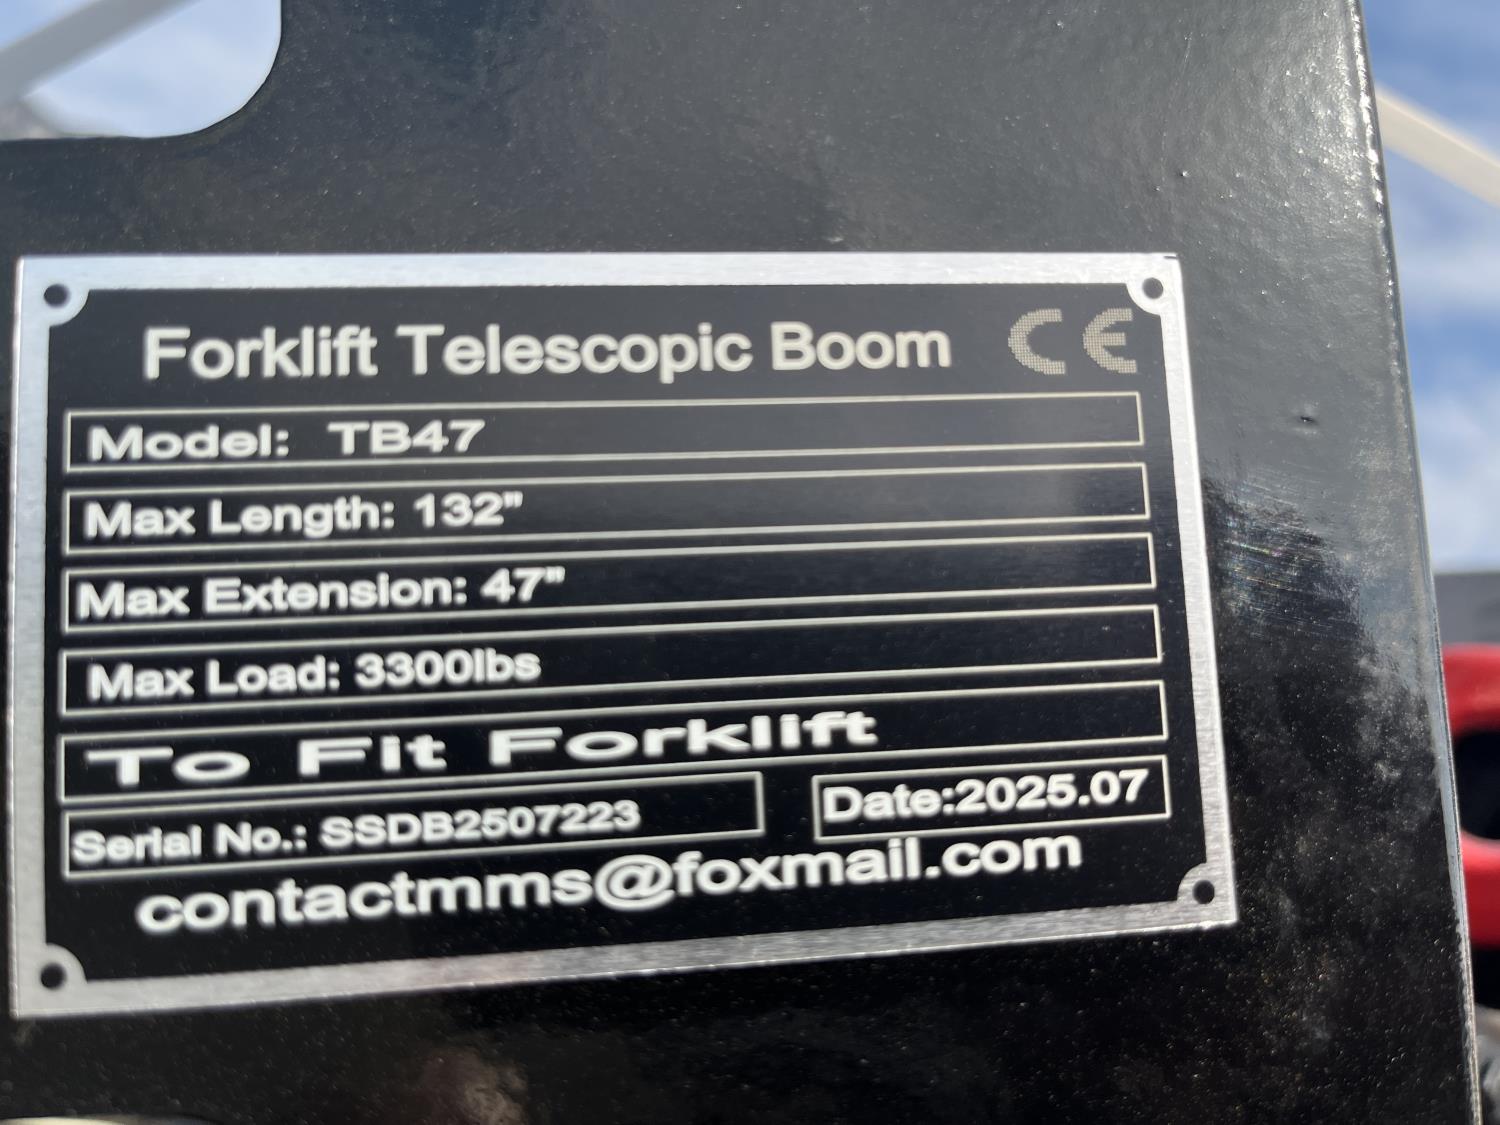 Forklift Telescopic Boom CE
Model: TB47
Max Length: 132"
Max Extension: 47"
Max Load: 3300lbs
To Fit Forklift
Serial No.: SSDB2507223 Date:2025.07
contactmms@foxmail.com